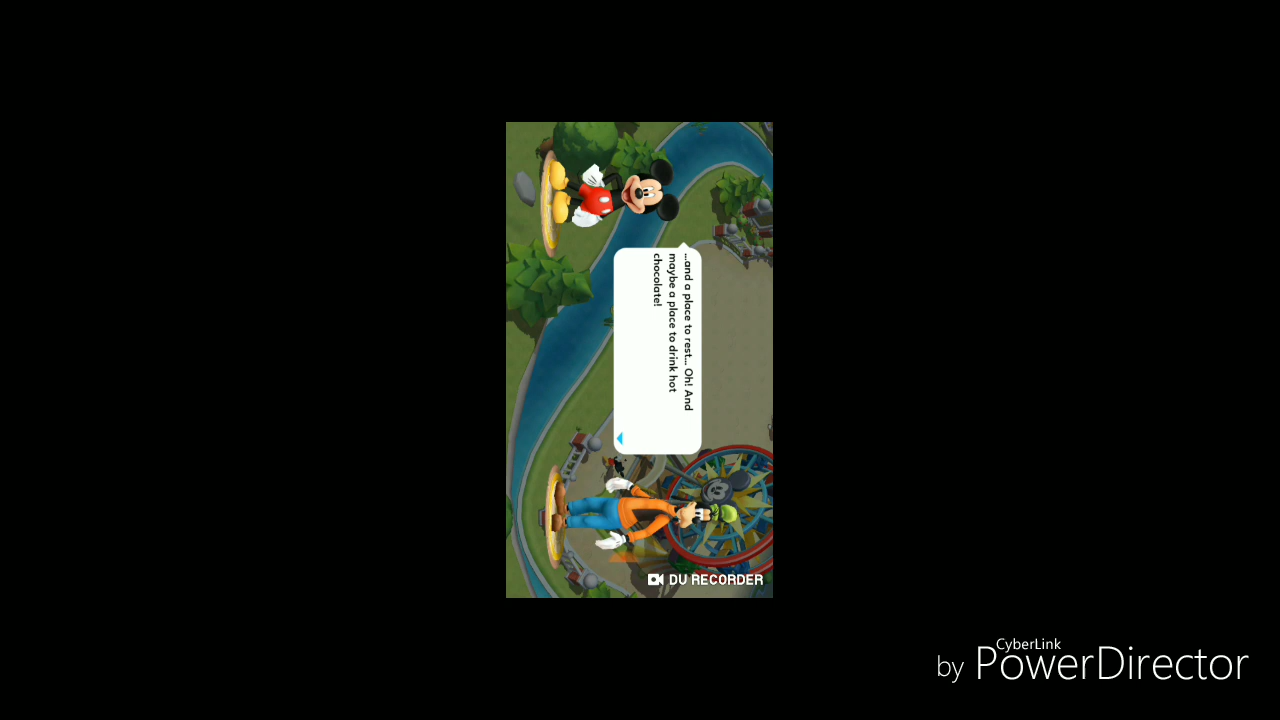 ...and a place to rest... Oh! And
maybe a place to drink hot
chocolate!
DU RECORDER
CyberLink
by PowerDirector